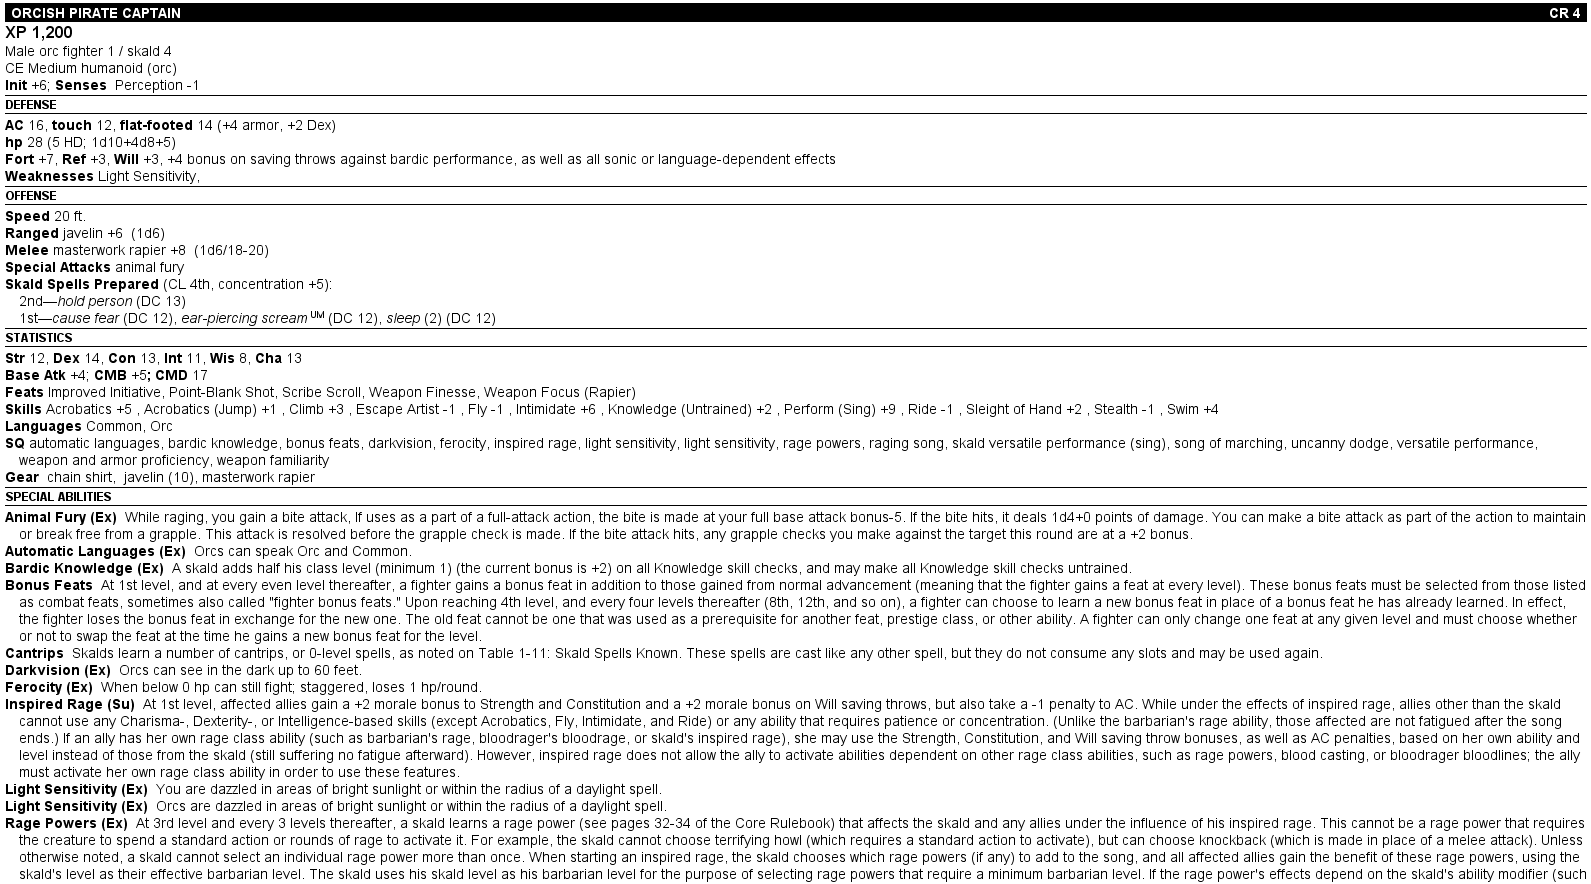 ORCISH PIRATE CAPTAIN CR 4
XP 1,200
Male orc fighter 1 / skald 4
CE Medium humanoid (orc)
Init +6; Senses Perception -1
DEFENSE
AC 16, touch 12, flat-footed 14 (+4 armor, +2 Dex)
hp 28 (5 HD; 1d10+4d8+5)
Fort +7, Ref +3, Will +3, +4 bonus on saving throws against bardic performance, as well as all sonic or language-dependent effects
Weaknesses Light Sensitivity,
OFFENSE
Speed 20 ft.
Ranged javelin +6 (1d6)
Melee masterwork rapier +8 (1d6/18-20)
Special Attacks animal fury
Skald Spells Prepared (CL 4th, concentration +5):
2nd—hold person (DC 13)
1st—cause fear (DC 12), ear-piercing scream UM (DC 12), sleep (2) (DC 12)
STATISTICS
Str 12, Dex 14, Con 13, Int 11, Wis 8, Cha 13
Base Atk +4; CMB +5; CMD 17
Feats Improved Initiative, Point-Blank Shot, Scribe Scroll, Weapon Finesse, Weapon Focus (Rapier)
Skills Acrobatics +5 , Acrobatics (Jump) +1 , Climb +3 , Escape Artist -1 , Fly -1 , Intimidate +6 , Knowledge (Untrained) +2 , Perform (Sing) +9 , Ride -1 , Sleight of Hand +2 , Stealth -1 , Swim +4
Languages Common, Orc
SQ automatic languages, bardic knowledge, bonus feats, darkvision, ferocity, inspired rage, light sensitivity, light sensitivity, rage powers, raging song, skald versatile performance (sing), song of marching, uncanny dodge, versatile performance,
weapon and armor proficiency, weapon familiarity
Gear chain shirt, javelin (10), masterwork rapier
SPECIAL ABILITIES
Animal Fury (Ex) While raging, you gain a bite attack, If uses as a part of a full-attack action, the bite is made at your full base attack bonus-5. If the bite hits, it deals 1d4+0 points of damage. You can make a bite attack as part of the action to maintain
or break free from a grapple. This attack is resolved before the grapple check is made. If the bite attack hits, any grapple checks you make against the target this round are at a +2 bonus.
Automatic Languages (Ex) Orcs can speak Orc and Common.
Bardic Knowledge (Ex) A skald adds half his class level (minimum 1) (the current bonus is +2) on all Knowledge skill checks, and may make all Knowledge skill checks untrained.
Bonus Feats At 1st level, and at every even level thereafter, a fighter gains a bonus feat in addition to those gained from normal advancement (meaning that the fighter gains a feat at every level). These bonus feats must be selected from those listed
as combat feats, sometimes also called "fighter bonus feats." Upon reaching 4th level, and every four levels thereafter (8th, 12th, and so on), a fighter can choose to learn a new bonus feat in place of a bonus feat he has already learned. In effect,
the fighter loses the bonus feat in exchange for the new one. The old feat cannot be one that was used as a prerequisite for another feat, prestige class, or other ability. A fighter can only change one feat at any given level and must choose whether
or not to swap the feat at the time he gains a new bonus feat for the level.
Cantrips Skalds learn a number of cantrips, or 0-level spells, as noted on Table 1-11: Skald Spells Known. These spells are cast like any other spell, but they do not consume any slots and may be used again.
Darkvision (Ex) Orcs can see in the dark up to 60 feet.
Ferocity (Ex) When below 0 hp can still fight; staggered, loses 1 hp/round.
Inspired Rage (Su) At 1st level, affected allies gain a +2 morale bonus to Strength and Constitution and a +2 morale bonus on Will saving throws, but also take a -1 penalty to AC. While under the effects of inspired rage, allies other than the skald
cannot use any Charisma-, Dexterity-, or Intelligence-based skills (except Acrobatics, Fly, Intimidate, and Ride) or any ability that requires patience or concentration. (Unlike the barbarian's rage ability, those affected are not fatigued after the song
ends.) If an ally has her own rage class ability (such as barbarian's rage, bloodrager's bloodrage, or skald's inspired rage), she may use the Strength, Constitution, and Will saving throw bonuses, as well as AC penalties, based on her own ability and
level instead of those from the skald (still suffering no fatigue afterward). However, inspired rage does not allow the ally to activate abilities dependent on other rage class abilities, such as rage powers, blood casting, or bloodrager bloodlines; the ally
must activate her own rage class ability in order to use these features.
Light Sensitivity (Ex) You are dazzled in areas of bright sunlight or within the radius of a daylight spell.
Light Sensitivity (Ex) Orcs are dazzled in areas of bright sunlight or within the radius of a daylight spell.
Rage Powers (Ex) At 3rd level and every 3 levels thereafter, a skald learns a rage power (see pages 32-34 of the Core Rulebook) that affects the skald and any allies under the influence of his inspired rage. This cannot be a rage power that requires
the creature to spend a standard action or rounds of rage to activate it. For example, the skald cannot choose terrifying howl (which requires a standard action to activate), but can choose knockback (which is made in place of a melee attack). Unless
otherwise noted, a skald cannot select an individual rage power more than once. When starting an inspired rage, the skald chooses which rage powers (if any) to add to the song, and all affected allies gain the benefit of these rage powers, using the
skald's level as their effective barbarian level. The skald uses his skald level as his barbarian level for the purpose of selecting rage powers that require a minimum barbarian level. If the rage power's effects depend on the skald's ability modifier (such